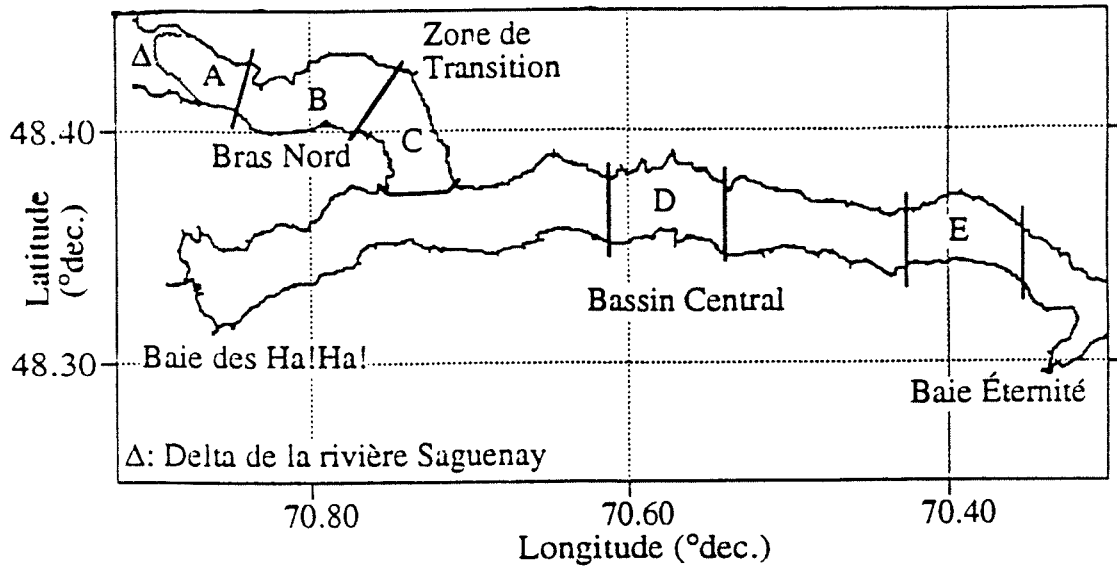 Zone de
Transition
Δ
A
B
C
48.40
Bras Nord
D
E
Latitude
(°dec.)
Bassin Central
Baie des Ha!Ha!
48.30
Baie Éternité
Δ: Delta de la rivière Saguenay
70.80
70.60
70.40
Longitude (°dec.)